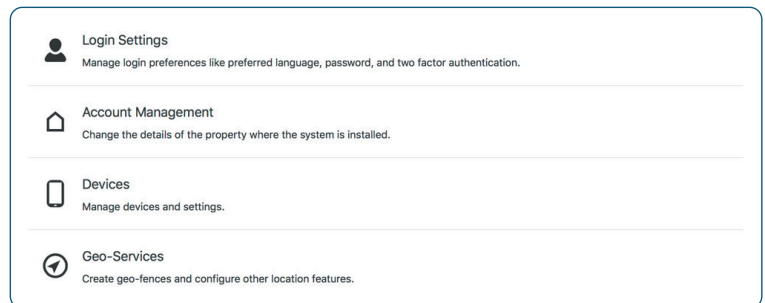 Login Settings
Manage login preferences like preferred language, password, and two factor authentication.
Account Management
Change the details of the property where the system is installed.
Devices
Manage devices and settings.
Geo-Services
Create geo-fences and configure other location features.